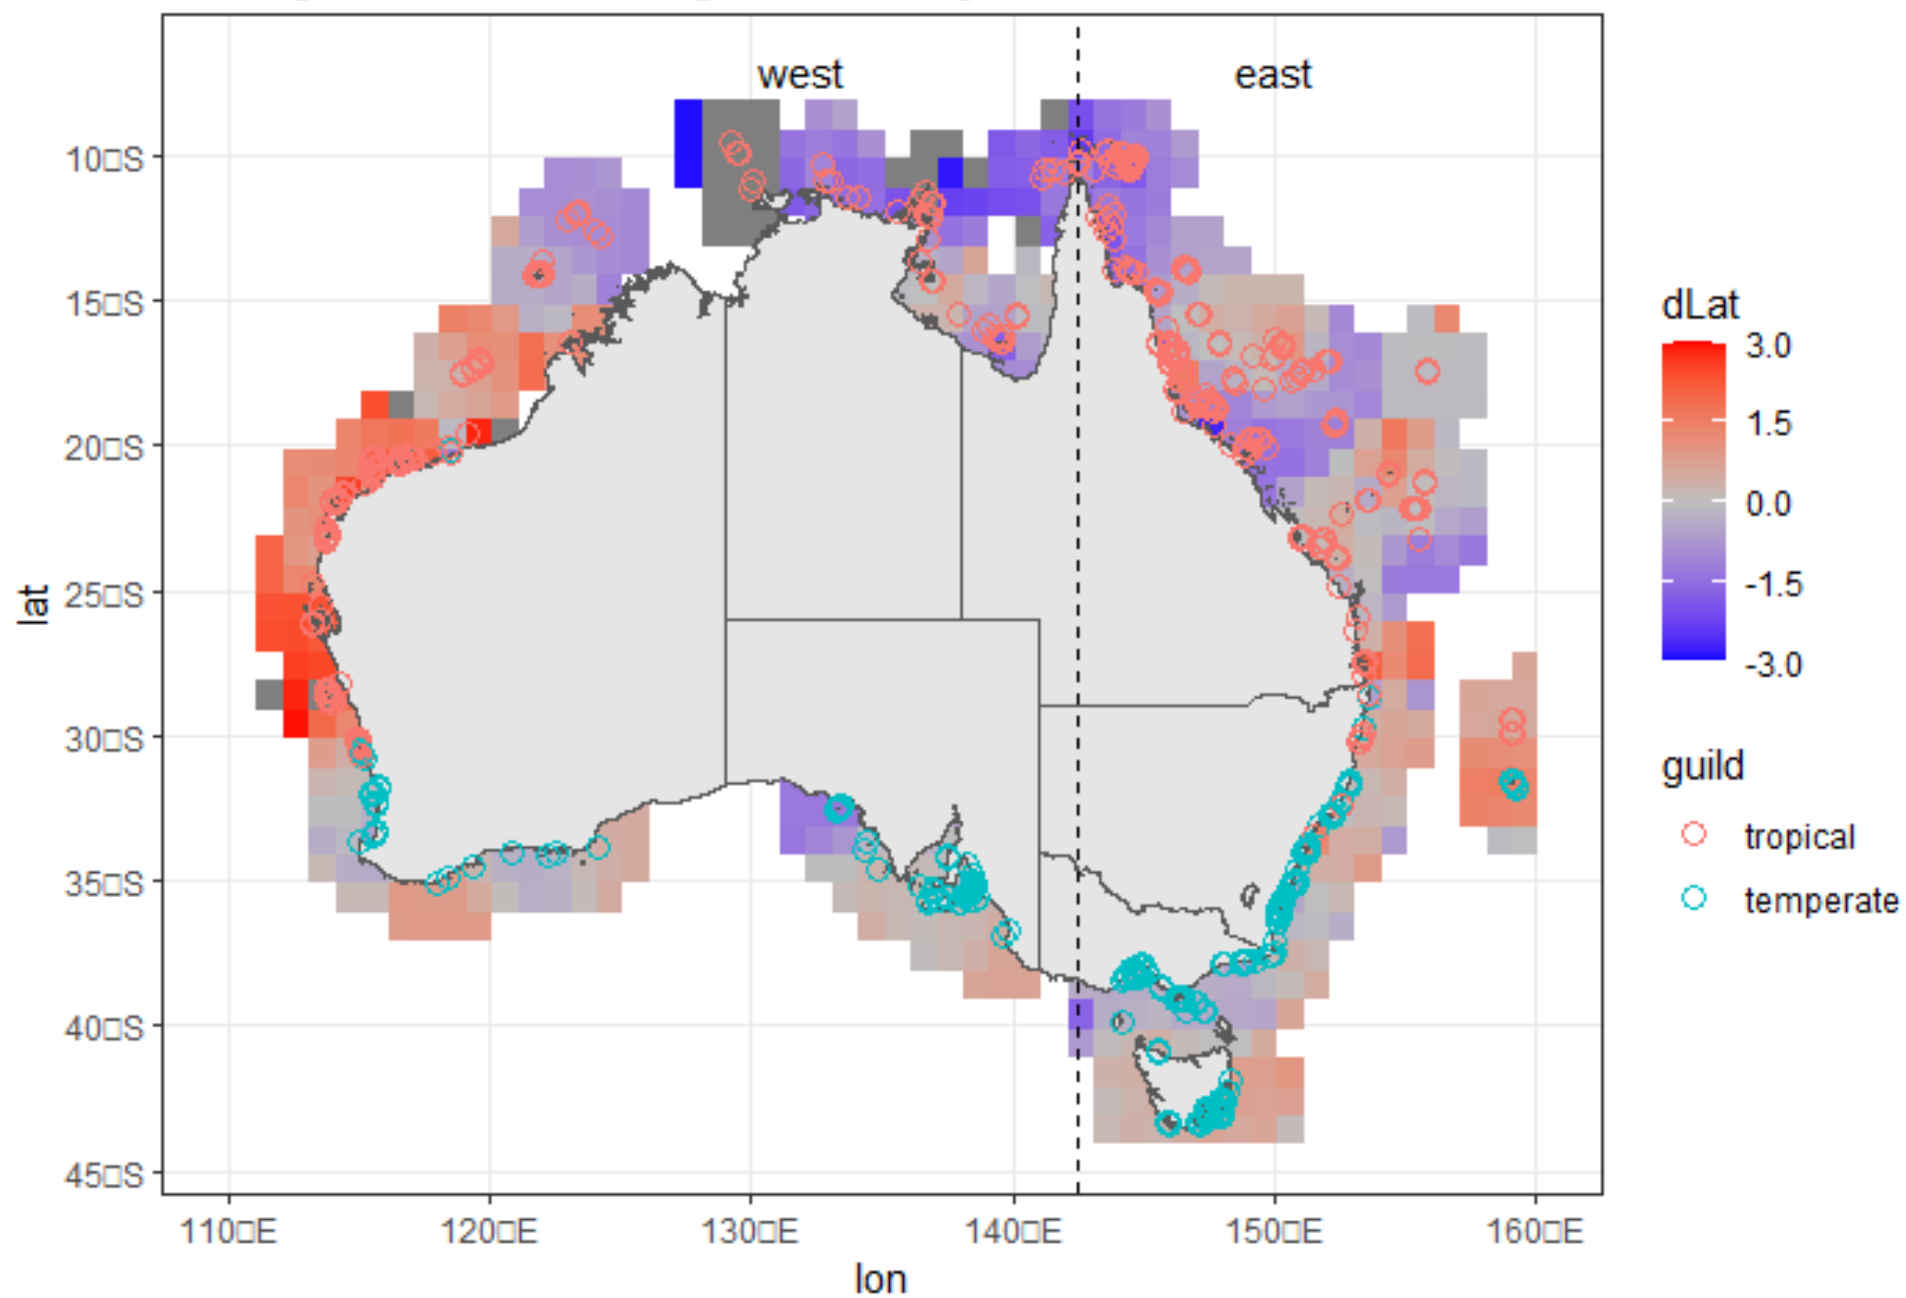 west
east
10□S
15□S
20□S
25□S
30□S
35□S
40□S
45□S
lat
110□E
120□E
130□E
140□E
150□E
160□E
lon
dLat
3.0
1.5
0.0
-1.5
-3.0
guild
tropical
temperate